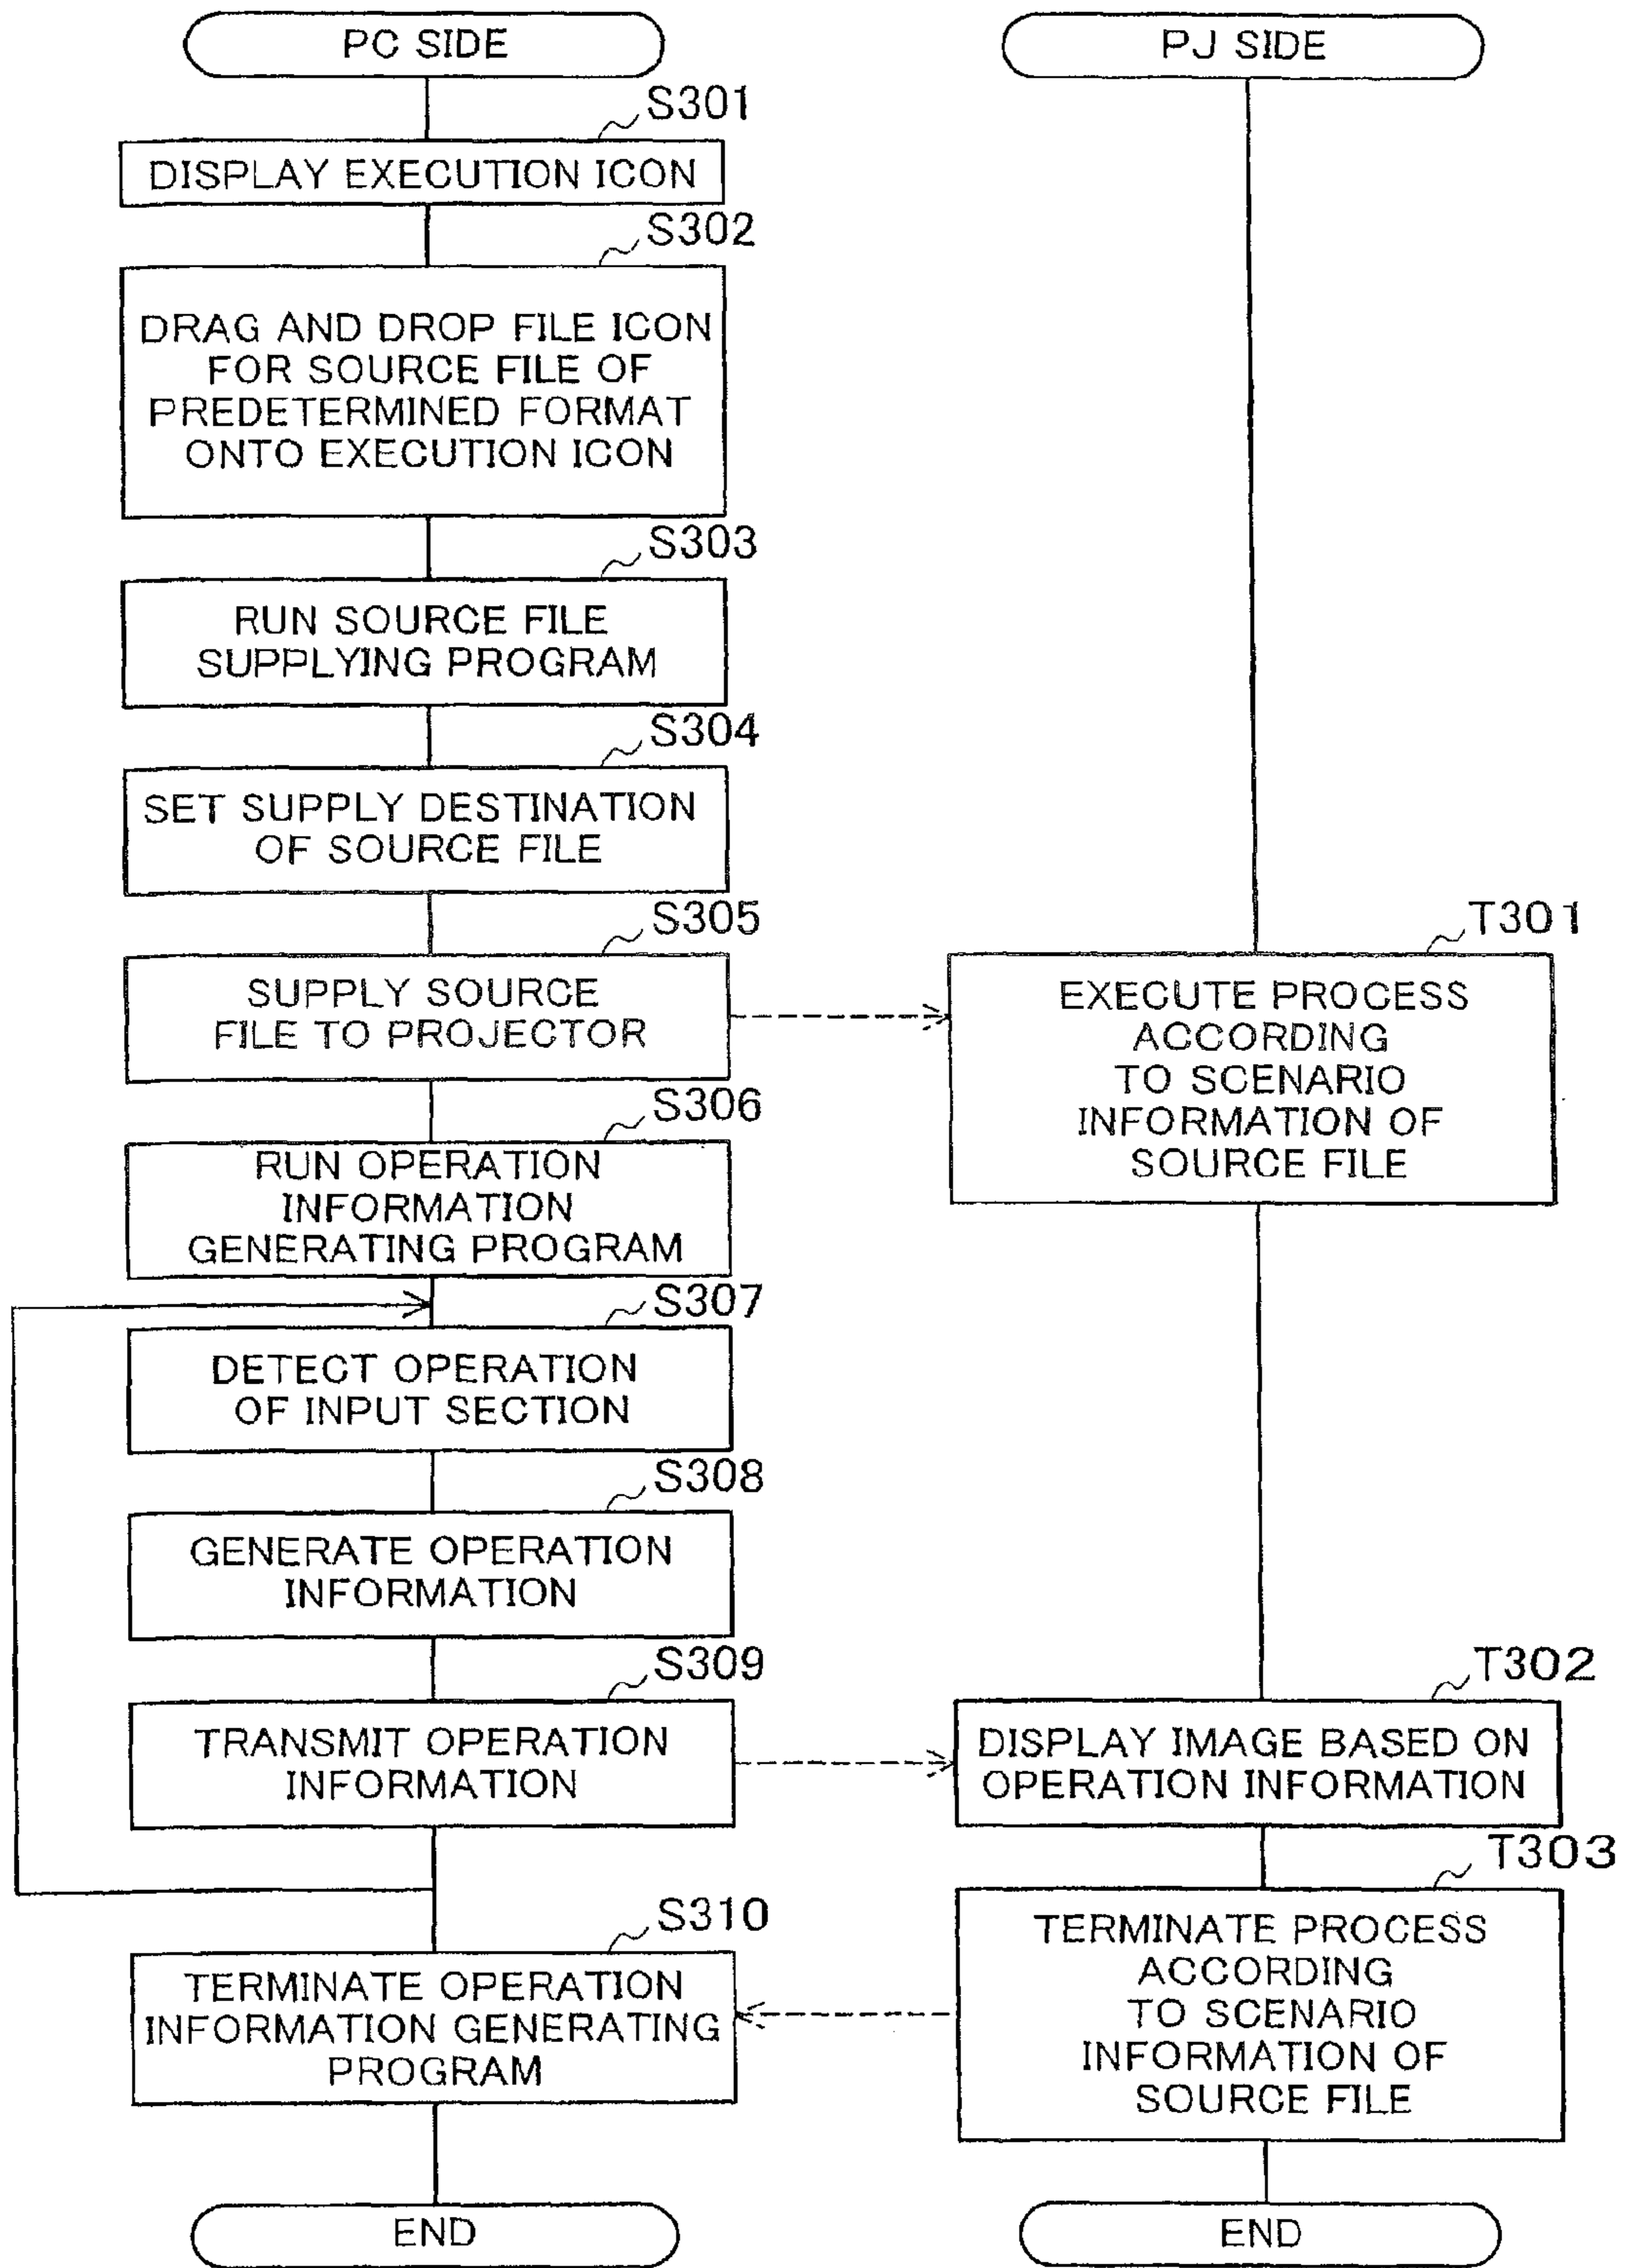 PC SIDE
S301
DISPLAY EXECUTION ICON
S302
DRAG AND DROP FILE ICON
FOR SOURCE FILE OF
PREDETERMINED FORMAT
ONTO EXECUTION ICON
S303
RUN SOURCE FILE
SUPPLYING PROGRAM
S304
SET SUPPLY DESTINATION
OF SOURCE FILE
S305
SUPPLY SOURCE
FILE TO PROJECTOR
S306
RUN OPERATION
INFORMATION
GENERATING PROGRAM
S307
DETECT OPERATION
OF INPUT SECTION
S308
GENERATE OPERATION
INFORMATION
S309
TRANSMIT OPERATION
INFORMATION
S310
TERMINATE OPERATION
INFORMATION GENERATING
PROGRAM
END
PJ SIDE
T301
EXECUTE PROCESS
ACCORDING
TO SCENARIO
INFORMATION OF
SOURCE FILE
T302
DISPLAY IMAGE BASED ON
OPERATION INFORMATION
T303
TERMINATE PROCESS
ACCORDING
TO SCENARIO
INFORMATION OF
SOURCE FILE
END